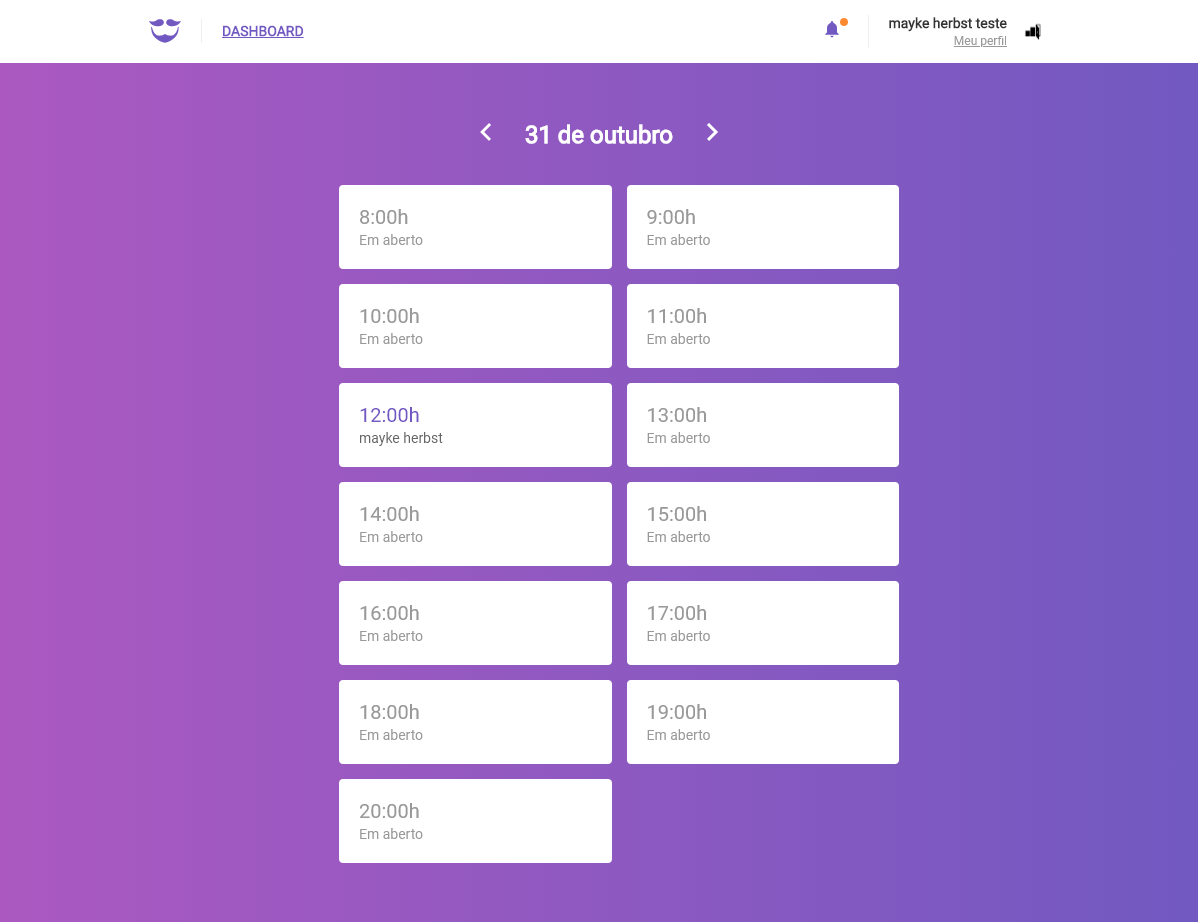 DASHBOARD
mayke herbst teste
Meu perfil
31 de outubro
8:00h
Em aberto
9:00h
Em aberto
10:00h
Em aberto
11:00h
Em aberto
12:00h
mayke herbst
13:00h
Em aberto
14:00h
Em aberto
15:00h
Em aberto
16:00h
Em aberto
17:00h
Em aberto
18:00h
Em aberto
19:00h
Em aberto
20:00h
Em aberto